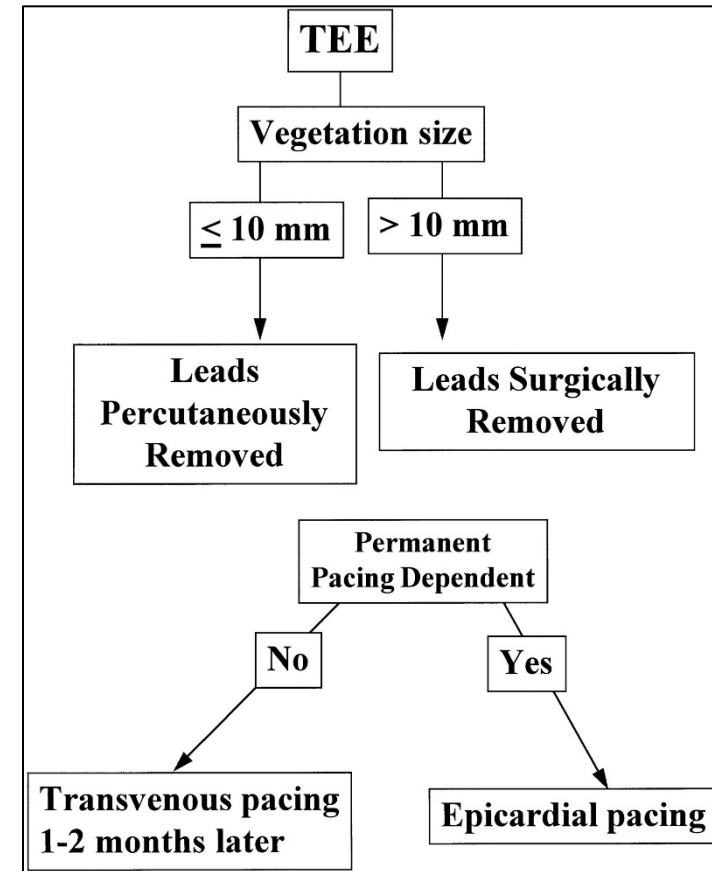 TEE
Vegetation size
≤ 10 mm
> 10 mm
Leads
Percutaneously
Removed
Leads Surgically
Removed
Permanent
Pacing Dependent
No
Yes
Transvenous pacing
1-2 months later
Epicardial pacing